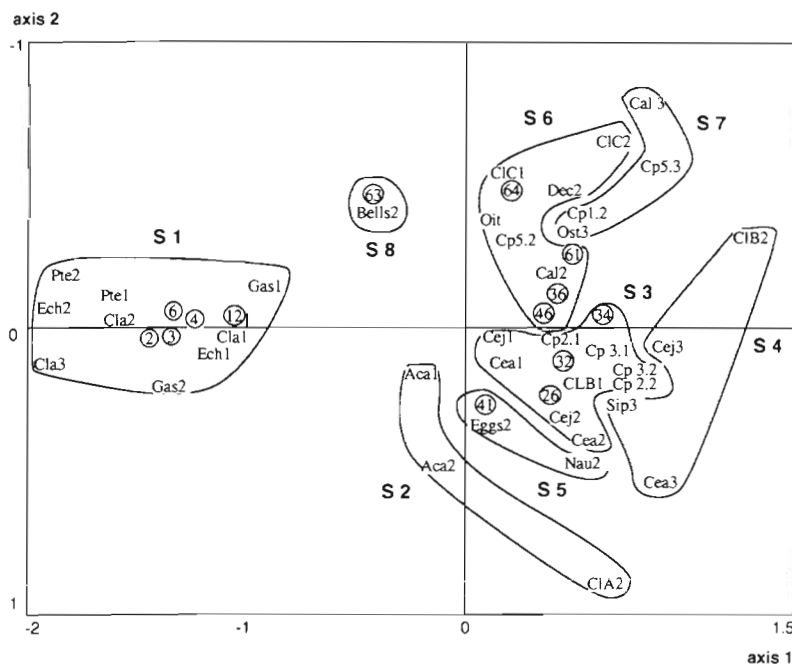 axis 2
-1
Cal 3
S 6
S 7
ClC2
Cp5.3
ClC1
63
64
Dec2
Bells2
Cp1.2
Oit
Ost3
S 1
Cp5.2
ClB2
S 8
61
Pte2
Cal2
Gas1
Pte1
36
S 3
Ech2
6
12
46
34
Cla2
4
0
2
3
Cla1
Cej1
Cp2.1
Cp 3.1
Cej3
S 4
Ech1
32
Cla3
Cea1
Cp 3.2
Aca1
CLB1
Cp 2.2
Gas2
26
41
Sip3
Eggs2
Cej2
Cea2
Aca2
Nau2
S 2
S 5
Cea3
ClA2
1
-2
-1
0
1.5
axis 1